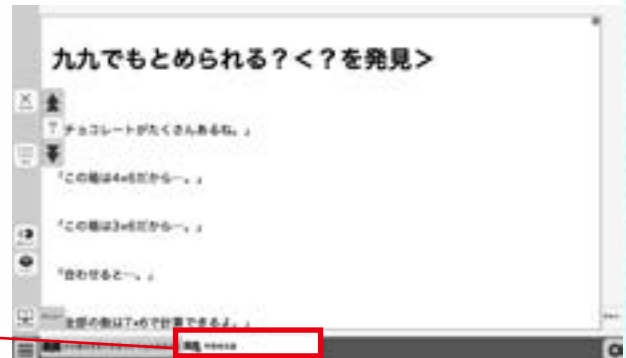 九九でもとめられる？<？を発見>
「チョコレートがたくさんあるね。」
「この箱は4×6だから…。」
「この箱は3×6だから…。」
「合わせると…。」
全部の数は7×6で計算できるよ。」